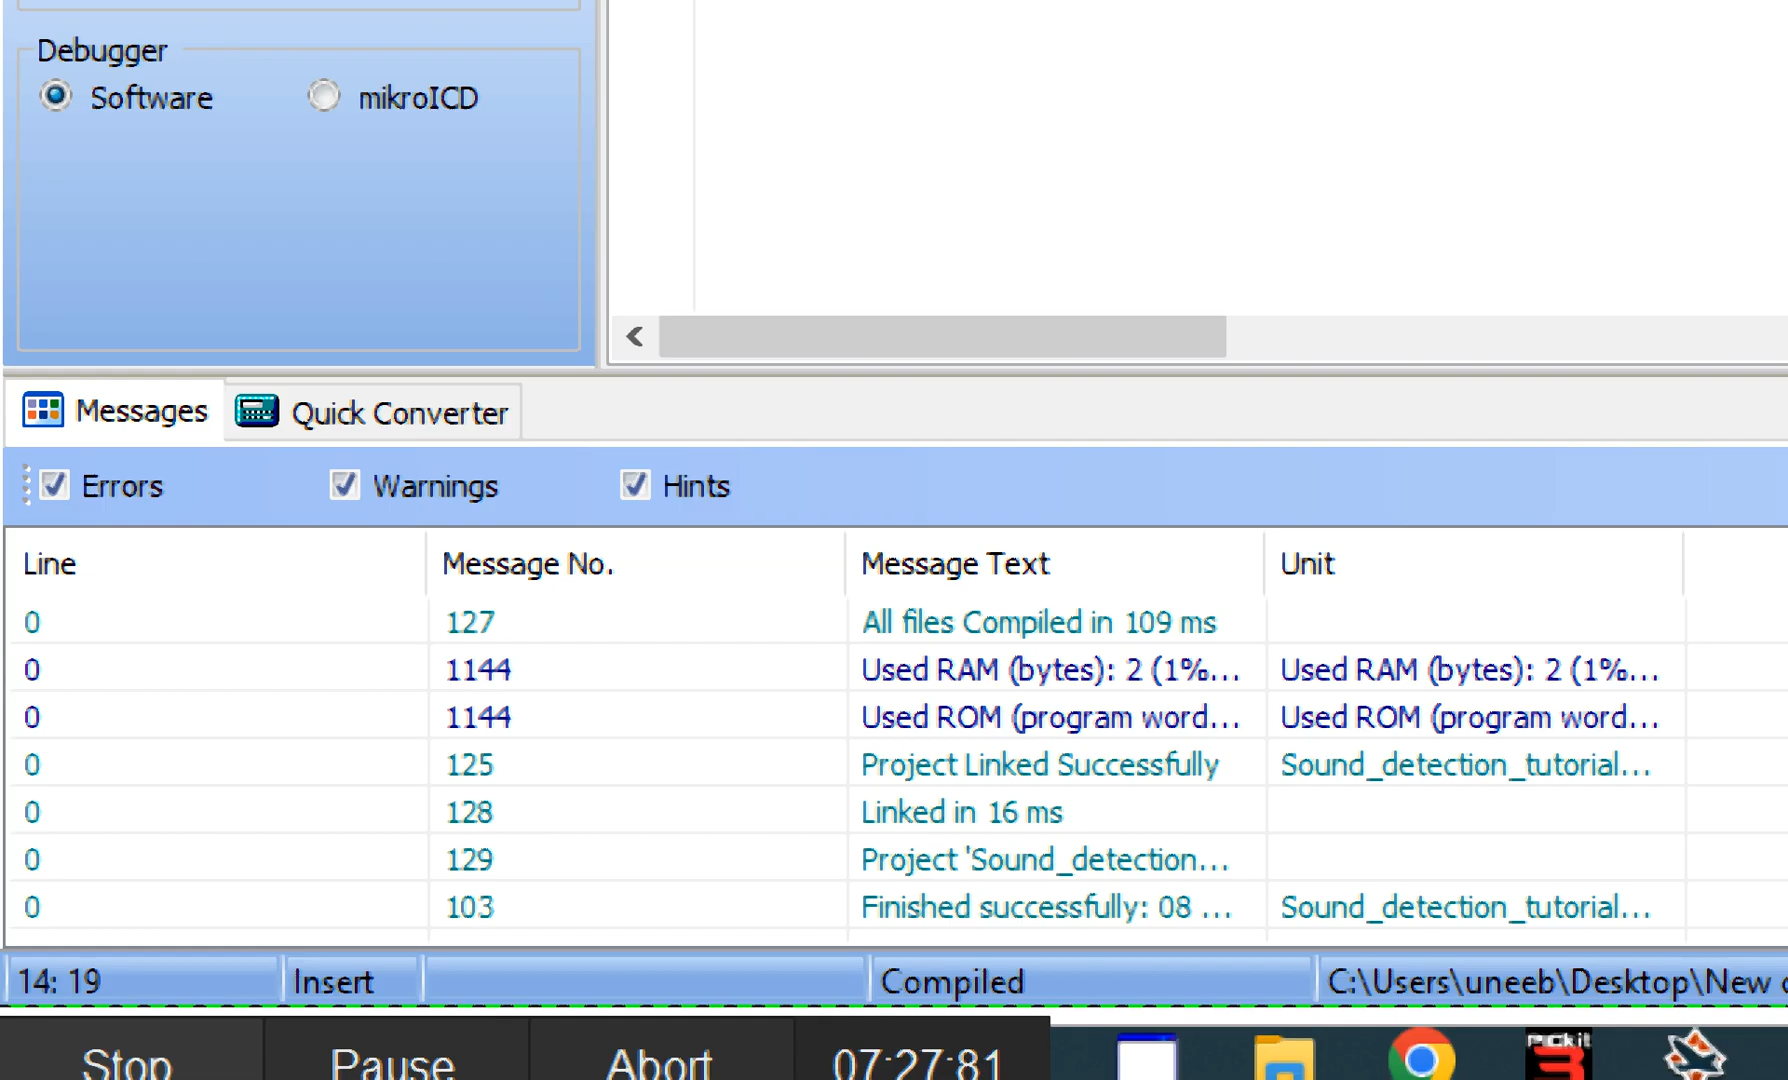 Debugger
Software mikroICD
Messages Quick Converter
Errors Warnings Hints
Line Message No. Message Text Unit
0 127 All files Compiled in 109 ms
0 1144 Used RAM (bytes): 2 (1%... Used RAM (bytes): 2 (1%...
0 1144 Used ROM (program word... Used ROM (program word...
0 125 Project Linked Successfully Sound_detection_tutorial...
0 128 Linked in 16 ms
0 129 Project 'Sound_detection...
0 103 Finished successfully: 08 ... Sound_detection_tutorial...
14: 19 Insert Compiled C:\Users\uneeb\Desktop\New
Stop Pause Abort 07:27:81 PICkit 3